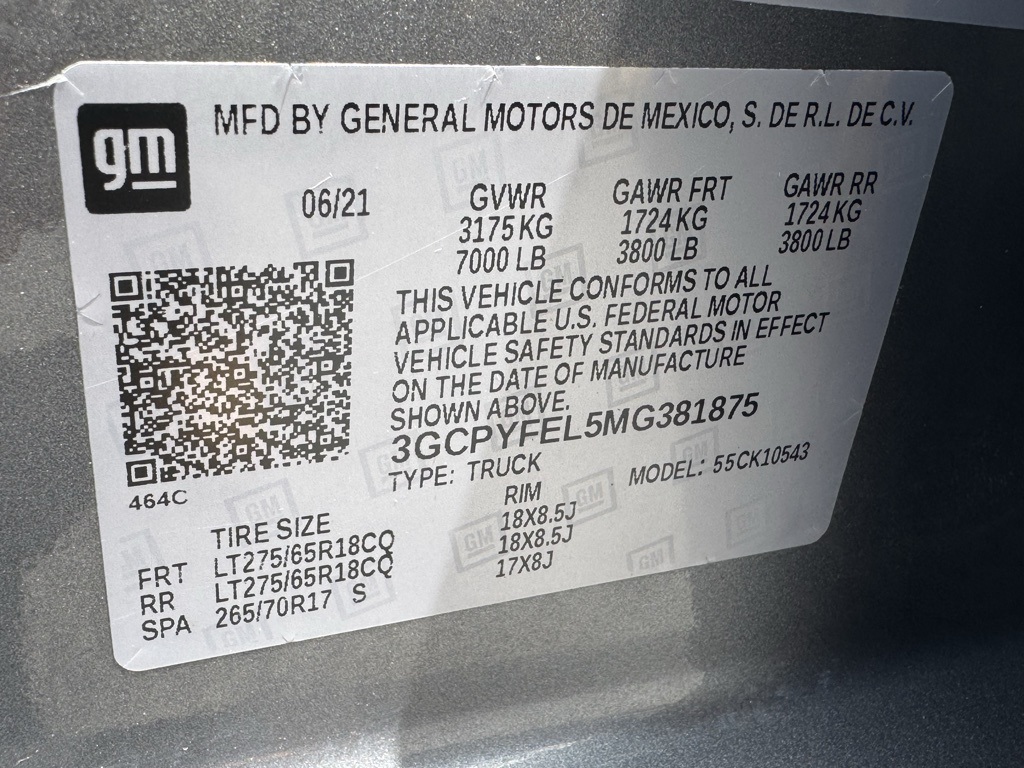 gm
MFD BY GENERAL MOTORS DE MEXICO, S. DE R.L. DE C.V.
06/21 GVWR GAWR FRT GAWR RR
3175 KG 1724 KG 1724 KG
7000 LB 3800 LB 3800 LB
THIS VEHICLE CONFORMS TO ALL
APPLICABLE U.S. FEDERAL MOTOR
VEHICLE SAFETY STANDARDS IN EFFECT
ON THE DATE OF MANUFACTURE
SHOWN ABOVE.
3GCPYFEL5MG381875
TYPE: TRUCK MODEL: 55CK10543
464C
TIRE SIZE RIM
FRT LT275/65R18CQ 18X8.5J
RR LT275/65R18CQ 18X8.5J
SPA 265/70R17 S 17X8J